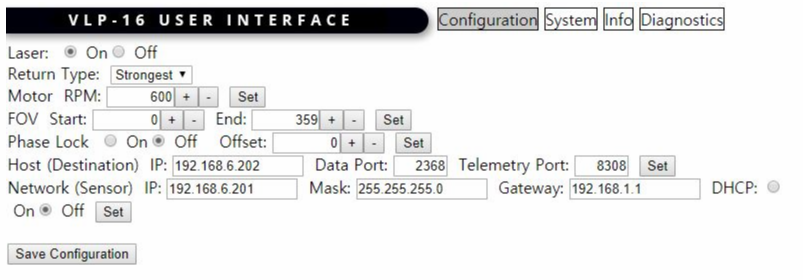 VLP-16 USER INTERFACE Configuration System Info Diagnostics
Laser: On Off
Return Type: Strongest
Motor RPM: 600 + - Set
FOV Start: 0 + - End: 359 + - Set
Phase Lock On Off Offset: 0 + - Set
Host (Destination) IP: 192.168.6.202 Data Port: 2368 Telemetry Port: 8308 Set
Network (Sensor) IP: 192.168.6.201 Mask: 255.255.255.0 Gateway: 192.168.1.1 DHCP:
On Off Set
Save Configuration